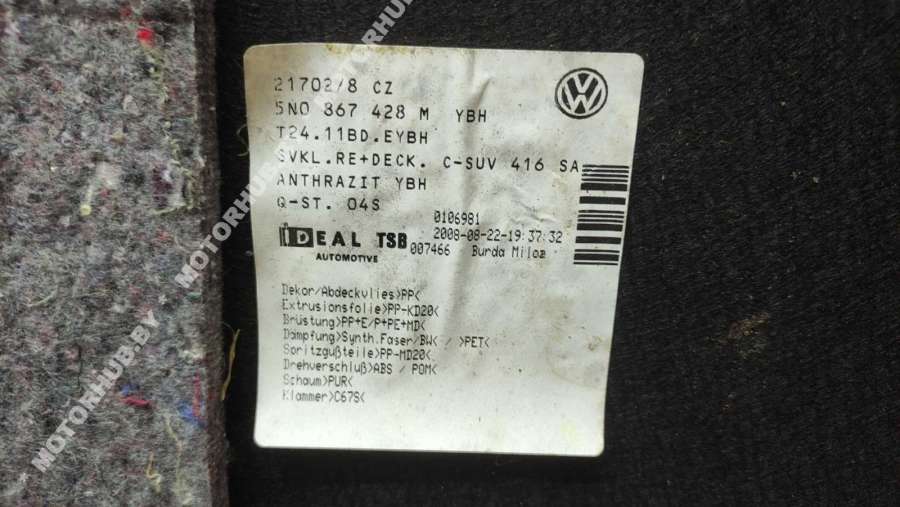 21702/8 CZ
5N0 867 428 M YBH
T24.11BD.EYBH
SVKL.RE+DECK. C-SUV 416 SA
ANTHRAZIT YBH
Q-ST. 04S
0106981
IDEAL TSB 2008-08-22-19:37:32
AUTOMOTIVE 007466 Burda Miloz
Dekor/Abdeckvlies>PP<
Extrusionsfolie>PP-KD20<
Brüstung>PP+E/P+PE+MD<
Dämpfung>Synth.Faser/BW< / >PET<
Spritzgußteile>PP-MD20<
Drehverschluß>ABS / POM<
Schaum>PUR<
Klammer>C67S<
MOTORHUB.BY
MOTORHUB.BY
MOTORHUB.BY